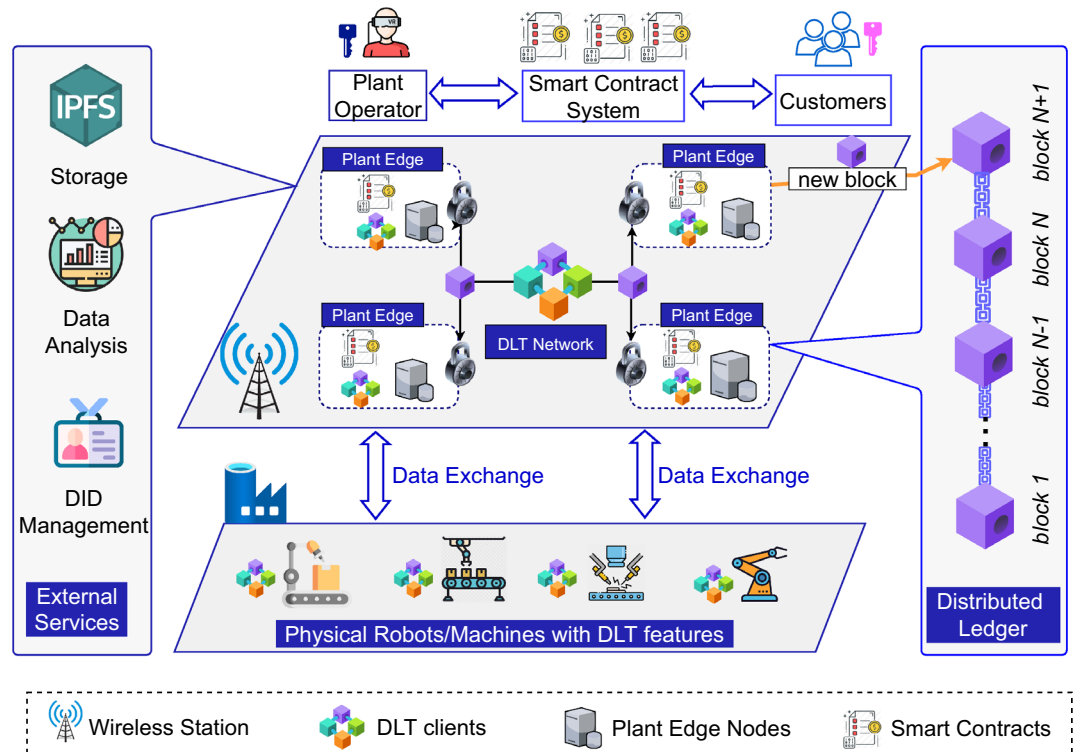 VR
IPFS
Storage
Data
Analysis
DID
Management
External
Services
Plant
Operator
Smart Contract
System
Customers
Plant Edge
Plant Edge
new block
Plant Edge
Plant Edge
DLT Network
Data Exchange
Data Exchange
Physical Robots/Machines with DLT features
block N+1
block N
block N-1
block 1
Distributed
Ledger
Wireless Station
DLT clients
Plant Edge Nodes
Smart Contracts